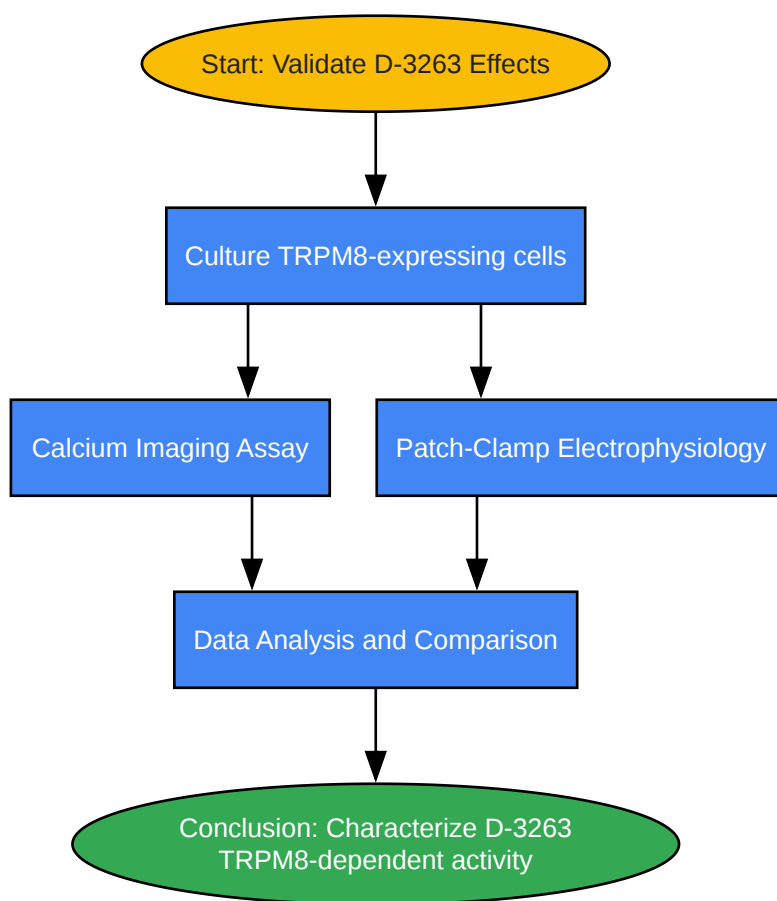 Start: Validate D-3263 Effects
Culture TRPM8-expressing cells
Calcium Imaging Assay
Patch-Clamp Electrophysiology
Data Analysis and Comparison
Conclusion: Characterize D-3263
TRPM8-dependent activity